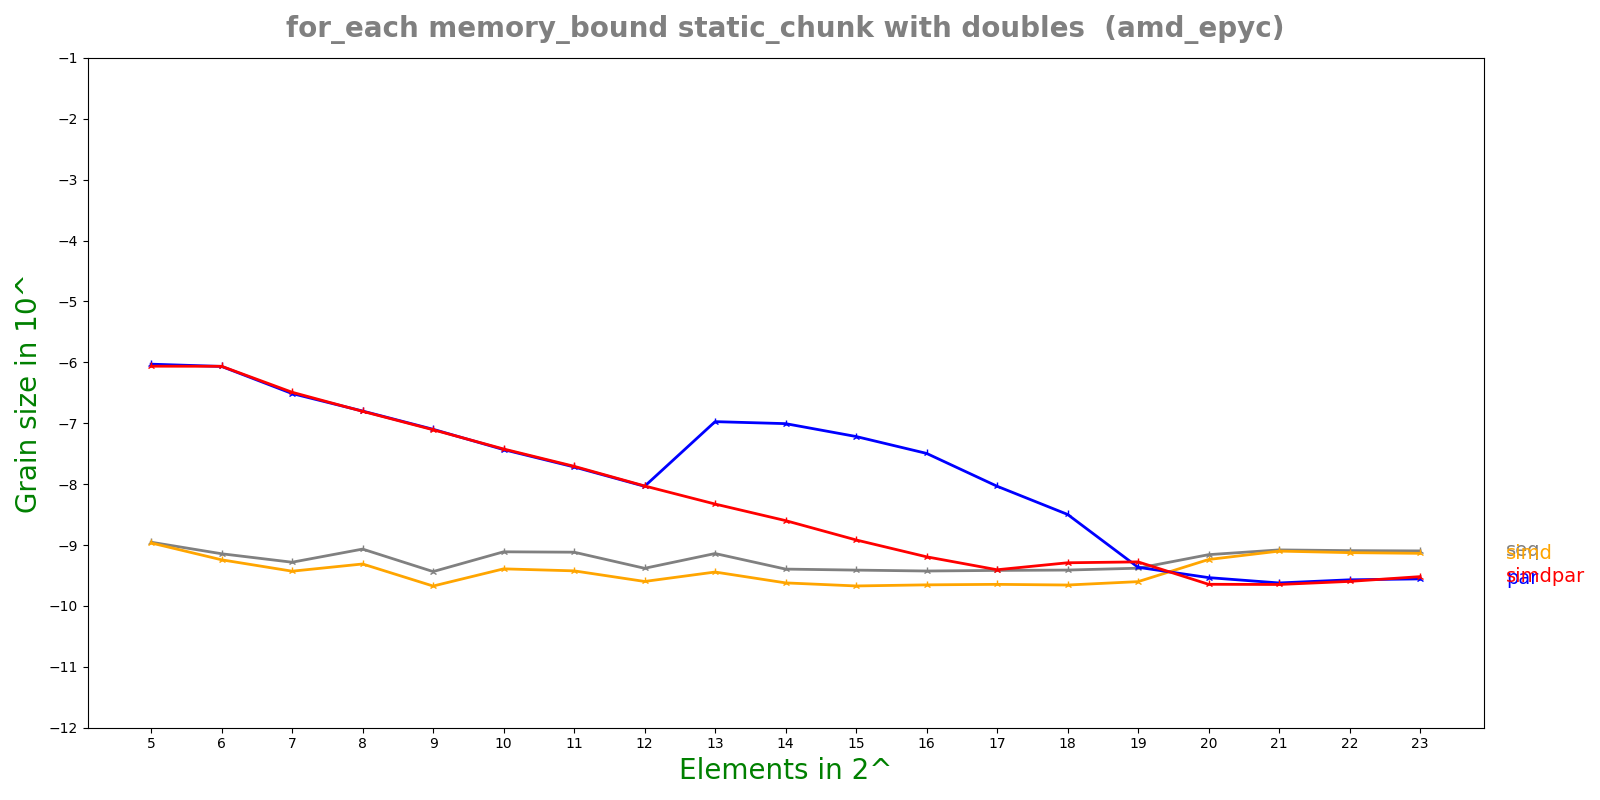 for_each memory_bound static_chunk with doubles (amd_epyc)
Grain size in 10^
−1
−2
−3
−4
−5
−6
−7
−8
−9
−10
−11
−12
5 6 7 8 9 10 11 12 13 14 15 16 17 18 19 20 21 22 23
Elements in 2^
seq
simd
simdpar
par